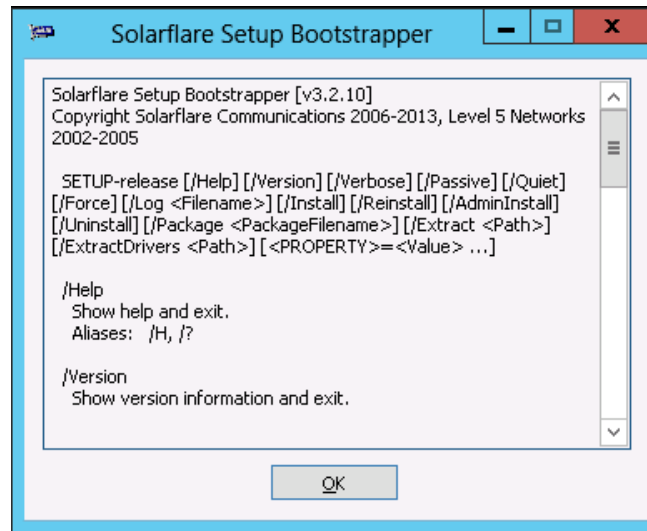 Solarflare Setup Bootstrapper
Solarflare Setup Bootstrapper [v3.2.10]
Copyright Solarflare Communications 2006-2013, Level 5 Networks
2002-2005
SETUP-release [/Help] [/Version] [/Verbose] [/Passive] [/Quiet]
[/Force] [/Log <Filename>] [/Install] [/Reinstall] [/AdminInstall]
[/Uninstall] [/Package <PackageFilename>] [/Extract <Path>]
[/ExtractDrivers <Path>] [<PROPERTY>=<Value> ...]
/Help
Show help and exit.
Aliases: /H, /?
/Version
Show version information and exit.
OK